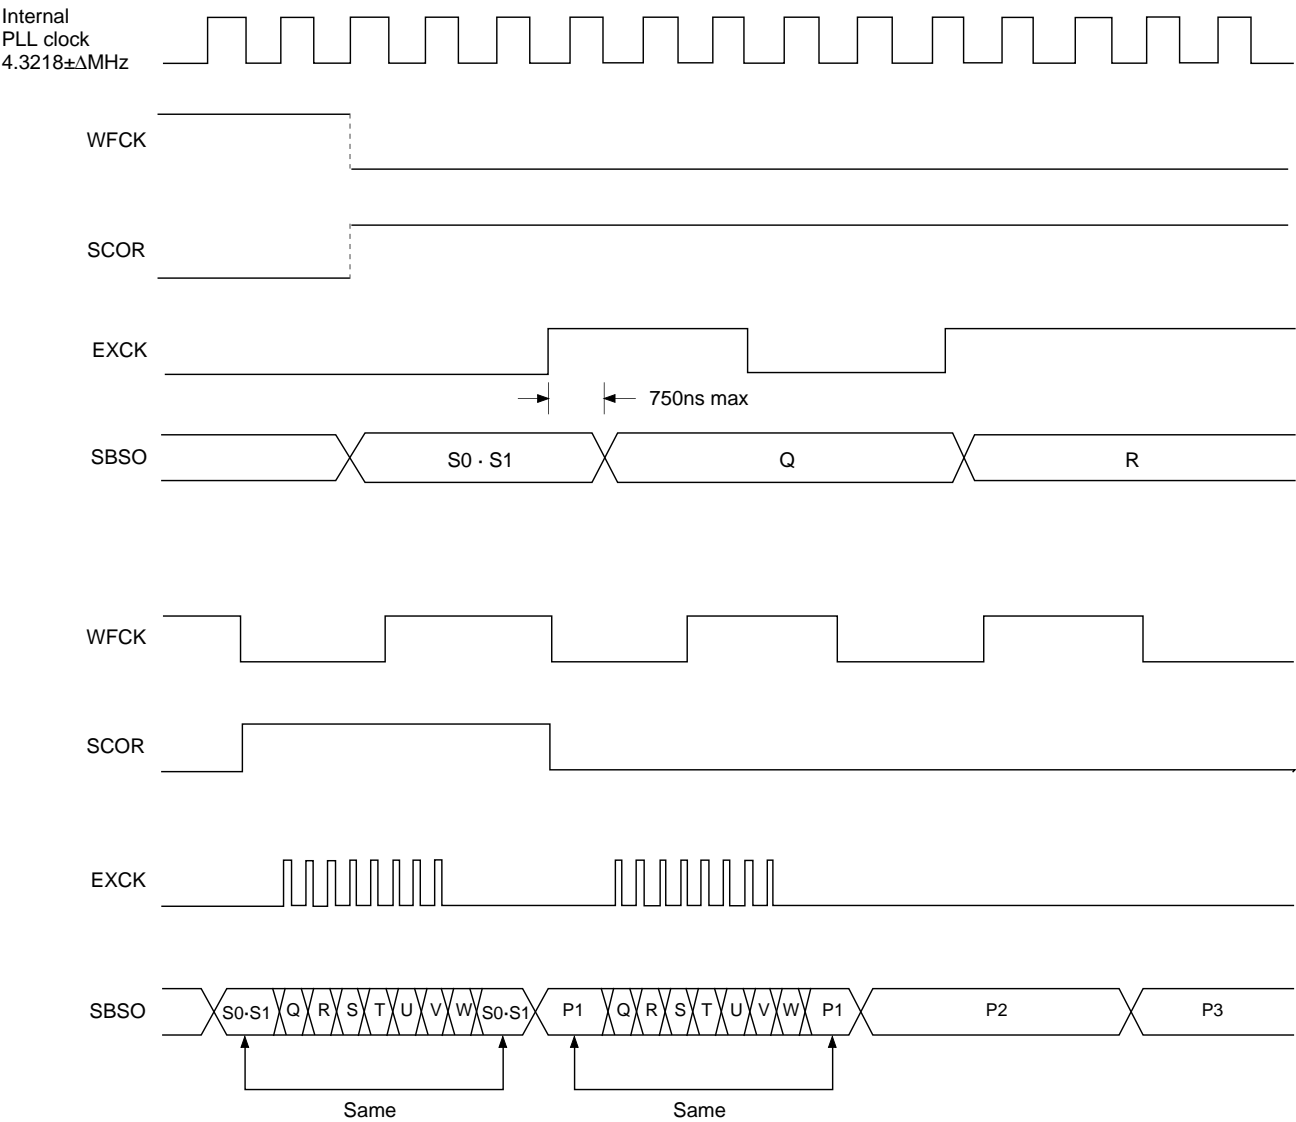 Internal
PLL clock
4.3218±ΔMHz
WFCK
SCOR
EXCK
750ns max
SBSO
S0 · S1
Q
R
WFCK
SCOR
EXCK
SBSO
S0·S1 Q R S T U V W S0·S1 P1 Q R S T U V W P1 P2 P3
Same
Same